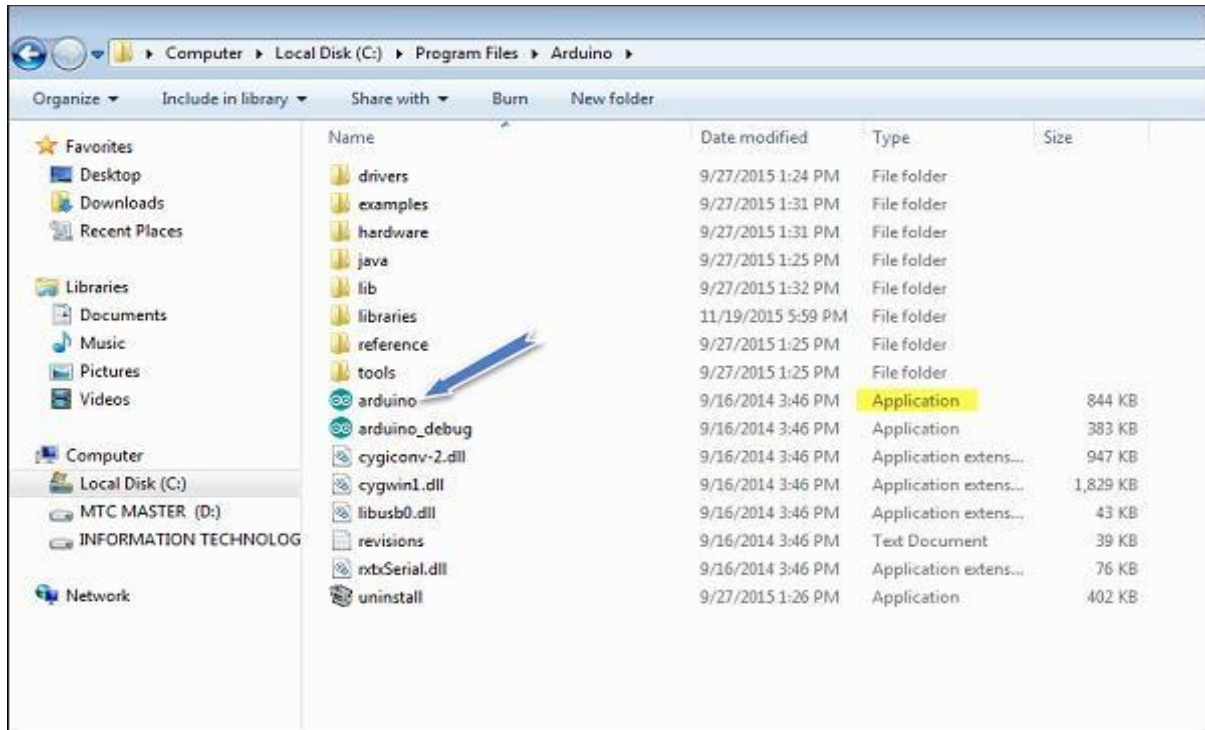 Computer Local Disk (C:) Program Files Arduino
Organize Include in library Share with Burn New folder
Favorites
Desktop
Downloads
Recent Places
Libraries
Documents
Music
Pictures
Videos
Computer
Local Disk (C:)
MTC MASTER (D:)
INFORMATION TECHNOLOG
Network
Name Date modified Type Size
drivers 9/27/2015 1:24 PM File folder
examples 9/27/2015 1:31 PM File folder
hardware 9/27/2015 1:31 PM File folder
java 9/27/2015 1:25 PM File folder
lib 9/27/2015 1:32 PM File folder
libraries 11/19/2015 5:59 PM File folder
reference 9/27/2015 1:25 PM File folder
tools 9/27/2015 1:25 PM File folder
arduino 9/16/2014 3:46 PM Application 844 KB
arduino_debug 9/16/2014 3:46 PM Application 383 KB
cygiconv-2.dll 9/16/2014 3:46 PM Application extens... 947 KB
cygwin1.dll 9/16/2014 3:46 PM Application extens... 1,829 KB
libusb0.dll 9/16/2014 3:46 PM Application extens... 43 KB
revisions 9/16/2014 3:46 PM Text Document 39 KB
rxtxSerial.dll 9/16/2014 3:46 PM Application extens... 76 KB
uninstall 9/27/2015 1:26 PM Application 402 KB